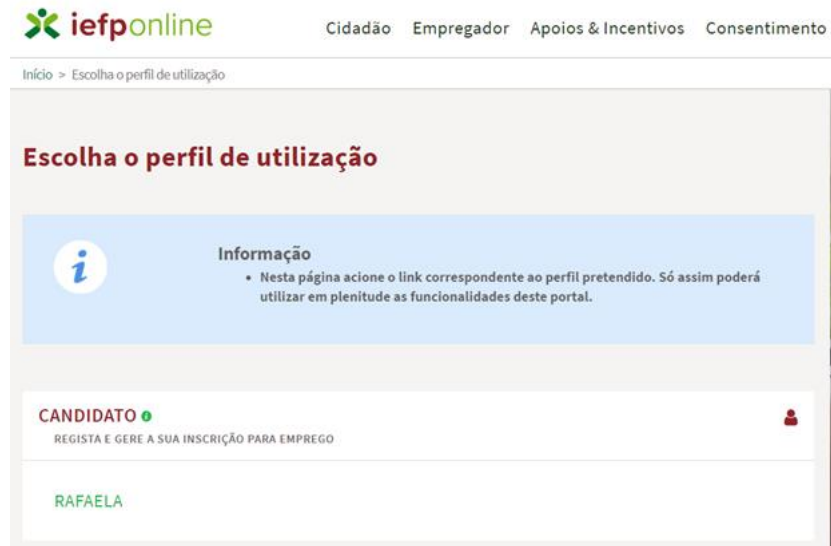 iefponline
Cidadão Empregador Apoios & Incentivos Consentimento
Início > Escolha o perfil de utilização
Escolha o perfil de utilização
i
Informação
• Nesta página acione o link correspondente ao perfil pretendido. Só assim poderá
utilizar em plenitude as funcionalidades deste portal.
CANDIDATO i
REGISTA E GERE A SUA INSCRIÇÃO PARA EMPREGO
RAFAELA